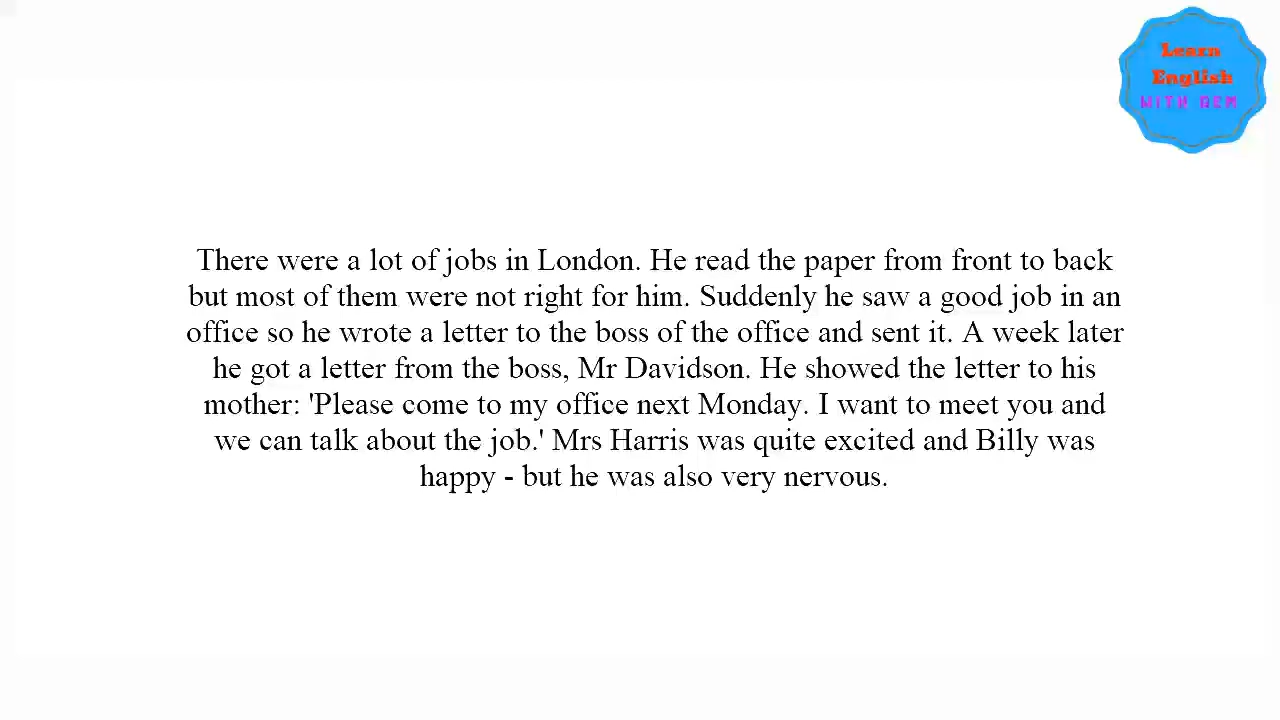 Learn
English
WITH BEM
There were a lot of jobs in London. He read the paper from front to back
but most of them were not right for him. Suddenly he saw a good job in an
office so he wrote a letter to the boss of the office and sent it. A week later
he got a letter from the boss, Mr Davidson. He showed the letter to his
mother: 'Please come to my office next Monday. I want to meet you and
we can talk about the job.' Mrs Harris was quite excited and Billy was
happy - but he was also very nervous.